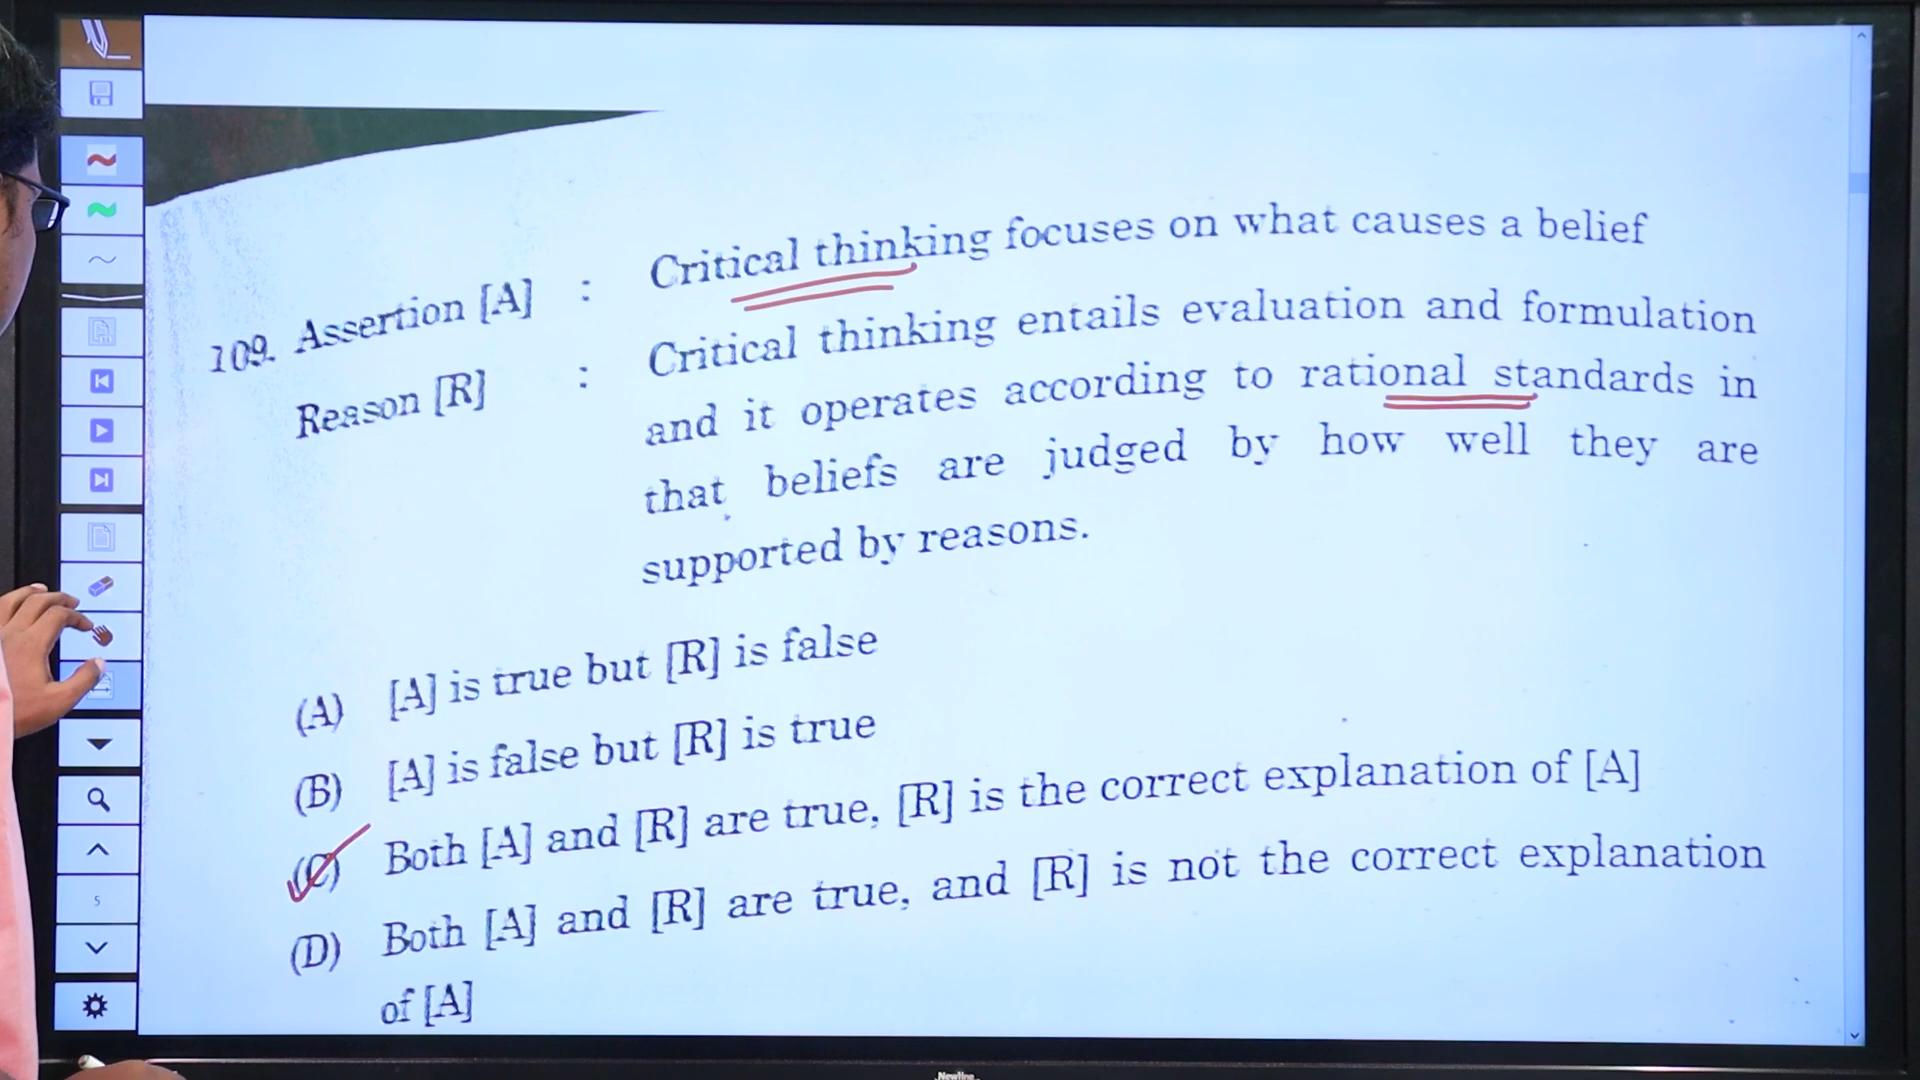 109. Assertion [A] : Critical thinking focuses on what causes a belief
Reason [R] : Critical thinking entails evaluation and formulation
and it operates according to rational standards in
that beliefs are judged by how well they are
supported by reasons.
(A) [A] is true but [R] is false
(B) [A] is false but [R] is true
(C) Both [A] and [R] are true, [R] is the correct explanation of [A]
(D) Both [A] and [R] are true, and [R] is not the correct explanation
of [A]
5
Newline